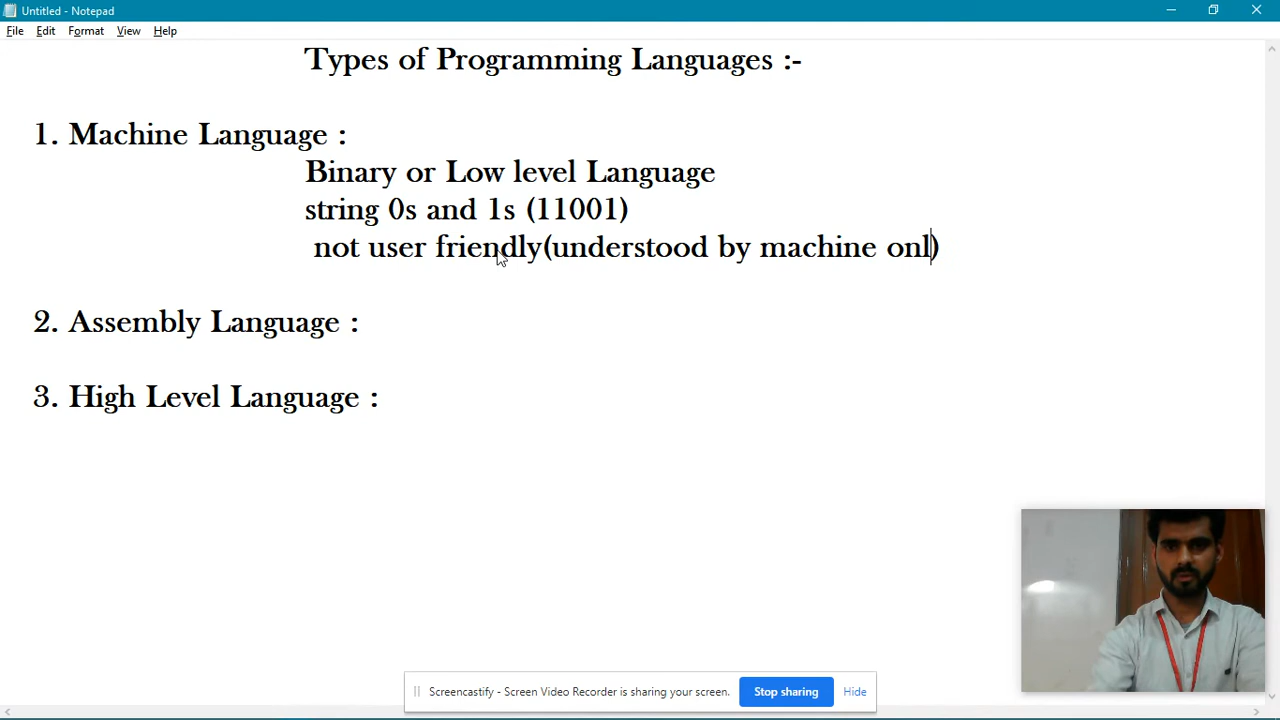 Untitled - Notepad
File Edit Format View Help
Types of Programming Languages :-
1. Machine Language :
Binary or Low level Language
string 0s and 1s (11001)
not user friendly(understood by machine onl)
2. Assembly Language :
3. High Level Language :
Screencastify - Screen Video Recorder is sharing your screen. Stop sharing Hide